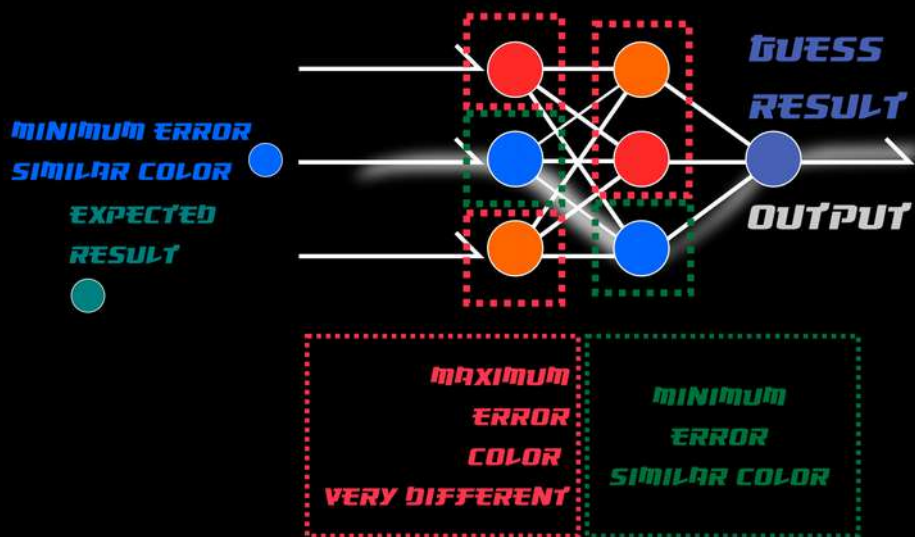 MINIMUM ERROR
SIMILAR COLOR
EXPECTED
RESULT
GUESS
RESULT
OUTPUT
MAXIMUM
ERROR
COLOR
VERY DIFFERENT
MINIMUM
ERROR
SIMILAR COLOR